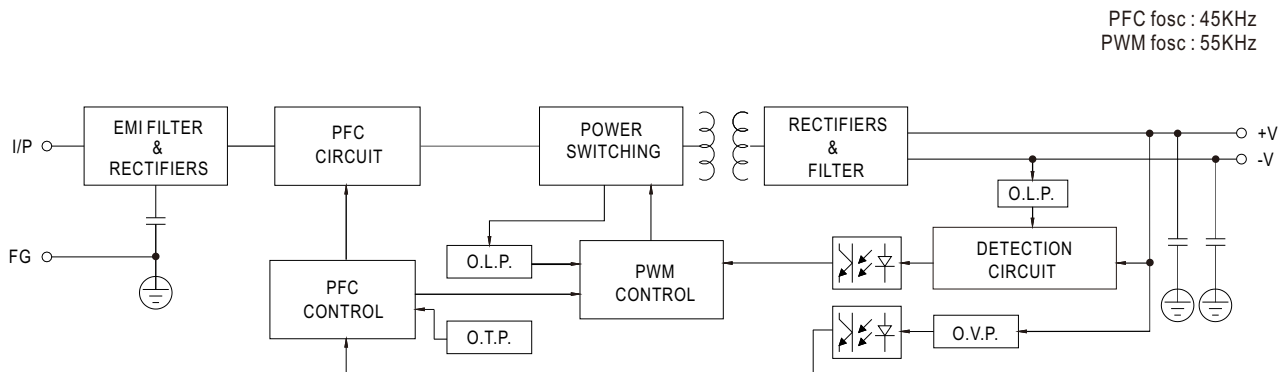 PFC fosc : 45KHz
PWM fosc : 55KHz
I/P
EMI FILTER
&
RECTIFIERS
PFC
CIRCUIT
POWER
SWITCHING
RECTIFIERS
&
FILTER
+V
-V
O.L.P.
FG
O.L.P.
PFC
CONTROL
PWM
CONTROL
DETECTION
CIRCUIT
O.T.P.
O.V.P.